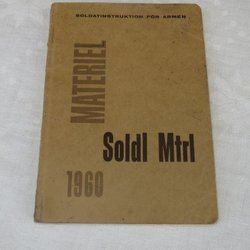 SOLDATINSTRUKTION FÖR ARMÉN
MATERIEL
Soldl Mtrl
1960